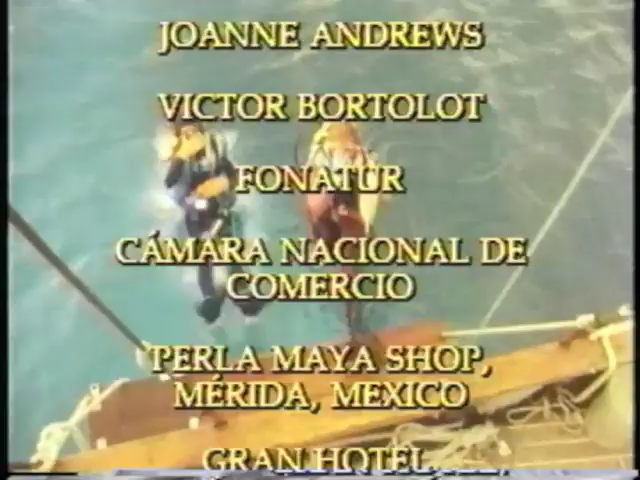 JOANNE ANDREWS
VICTOR BORTOLOT
FONATUR
CÁMARA NACIONAL DE
COMERCIO
PERLA MAYA SHOP,
MÉRIDA, MEXICO
GRAN HOTEL,